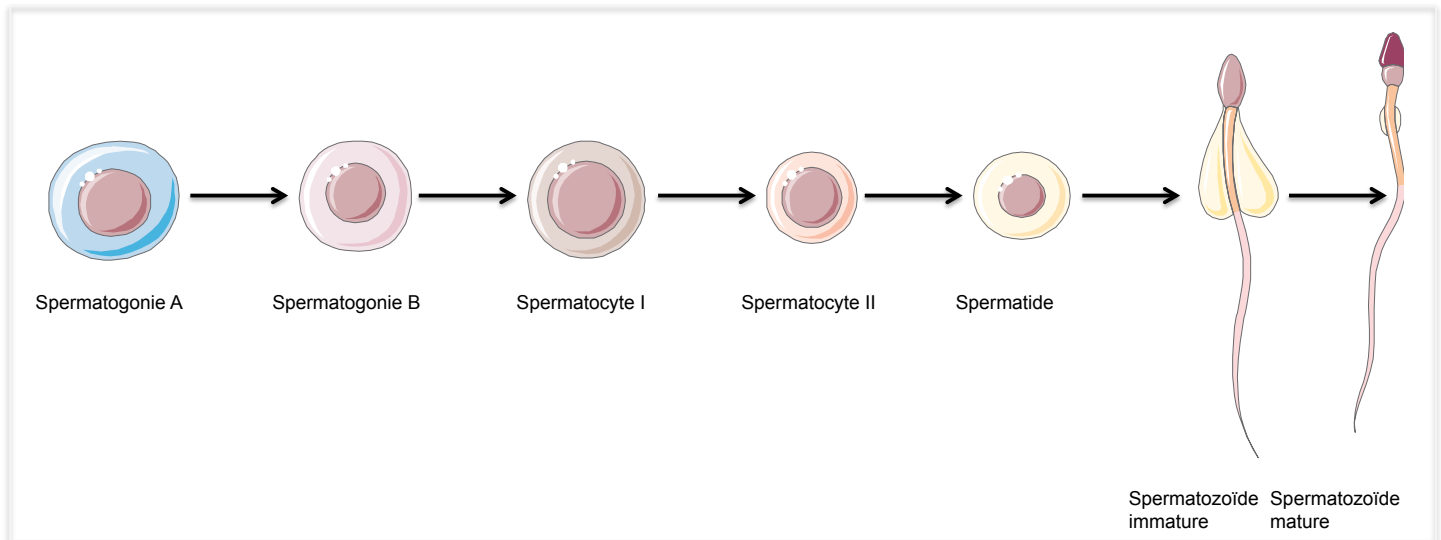 Spermatogonie A
Spermatogonie B
Spermatocyte I
Spermatocyte II
Spermatide
Spermatozoïde
immature
Spermatozoïde
mature